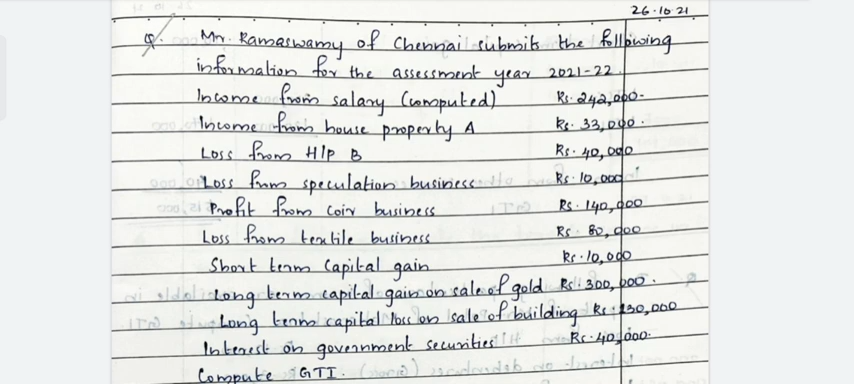 26.10.21
Q. Mr. Ramaswamy of Chennai submits the following
information for the assessment year 2021-22.
Income from salary (computed) Rs. 242,000-
Income from house property A Rs. 33,000.
Loss from H/P B Rs. 40,000
Loss from speculation business Rs. 10,000
Profit from coir business Rs. 140,000
Loss from textile business Rs 80,000
Short term capital gain Rs. 10,000
Long term capital gain on sale of gold Rs. 300,000.
Long term capital loss on sale of building Rs.
Interest on government securities Rs. 40,000.
Compute GTI.